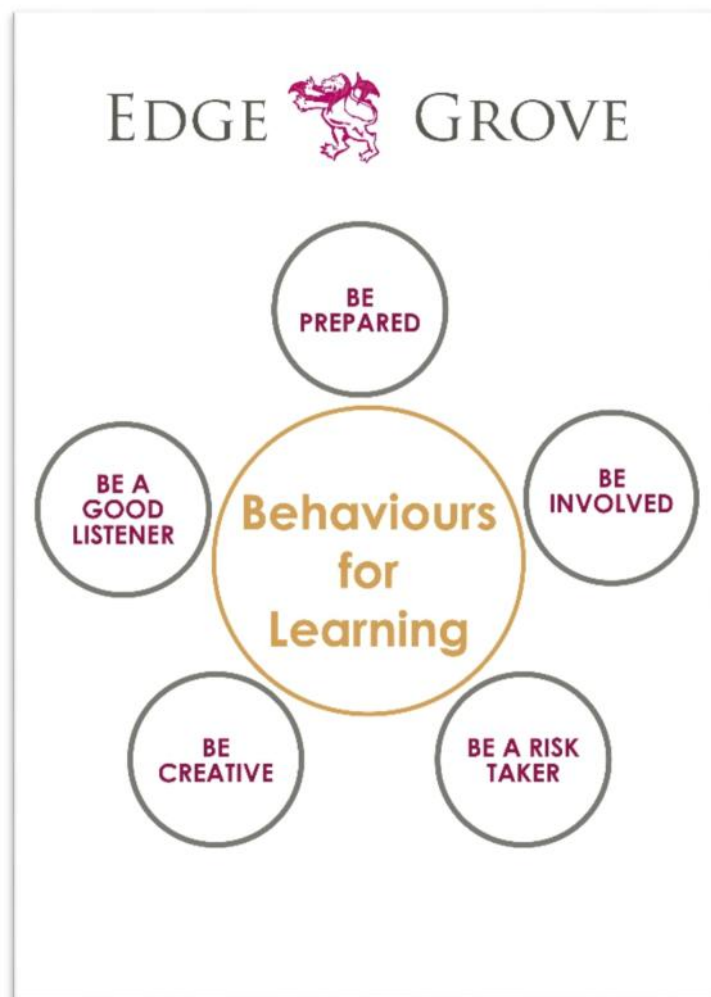 EDGE GROVE
BE
PREPARED
BE
INVOLVED
BE A RISK
TAKER
BE
CREATIVE
BE A
GOOD
LISTENER
Behaviours
for
Learning